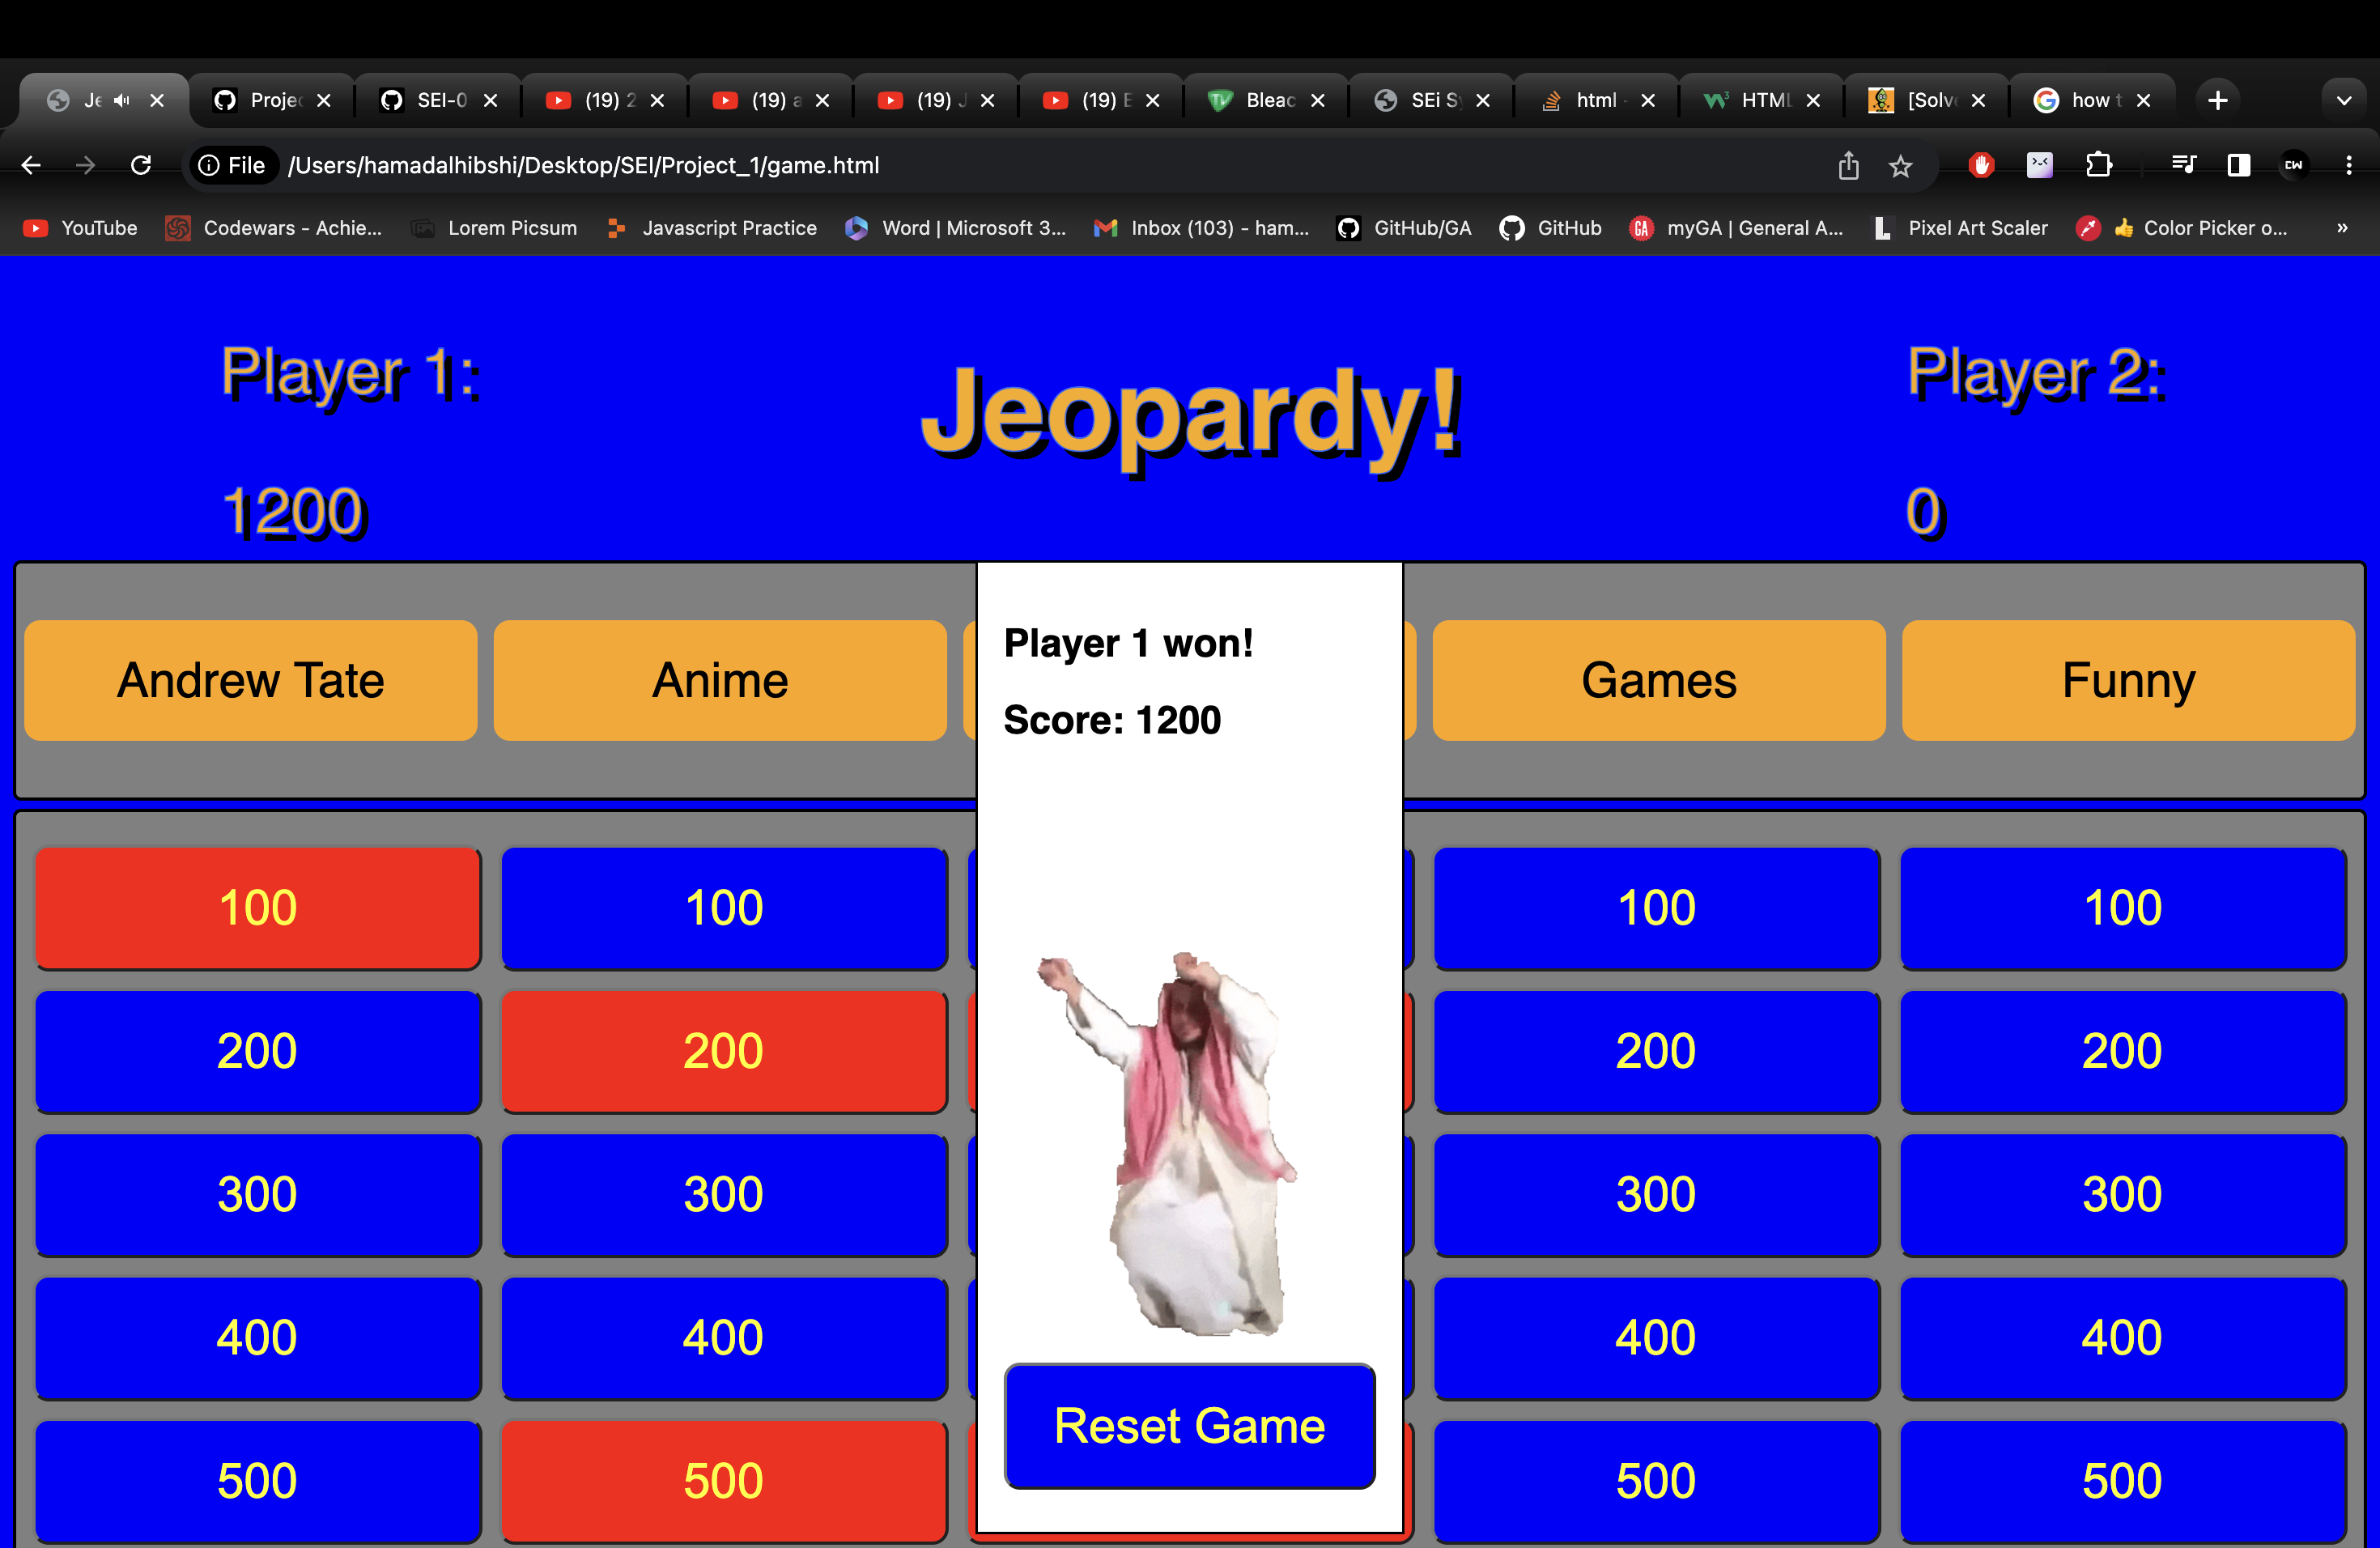 Je
Projec
SEI-0
(19) 2
(19) a
(19) J
(19) E
Bleac
SEi S
html -
HTML
[Solve
how t
File /Users/hamadalhibshi/Desktop/SEI/Project_1/game.html
YouTube
Codewars - Achie...
Lorem Picsum
Javascript Practice
Word | Microsoft 3...
Inbox (103) - ham...
GitHub/GA
GitHub
GA myGA | General A...
Pixel Art Scaler
👍 Color Picker o...
»
Player 1:
Jeopardy!
Player 2:
1200
0
Andrew Tate
Anime
Games
Funny
Player 1 won!
Score: 1200
100
100
100
100
200
200
200
200
300
300
300
300
400
400
400
400
Reset Game
500
500
500
500